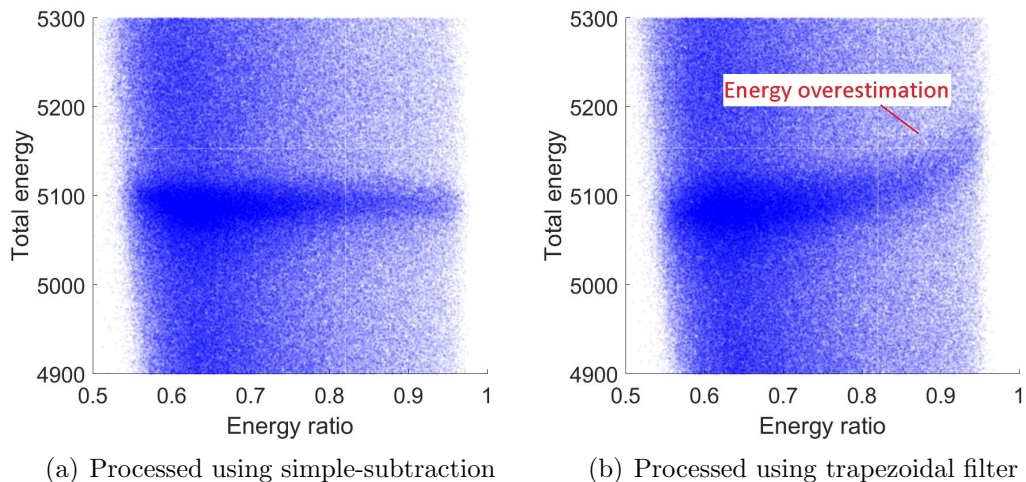 5300
5200
5100
5000
4900
Total energy
0.5 0.6 0.7 0.8 0.9 1
Energy ratio
(a) Processed using simple-subtraction
5300
5200
5100
5000
4900
Total energy
Energy overestimation
0.5 0.6 0.7 0.8 0.9 1
Energy ratio
(b) Processed using trapezoidal filter